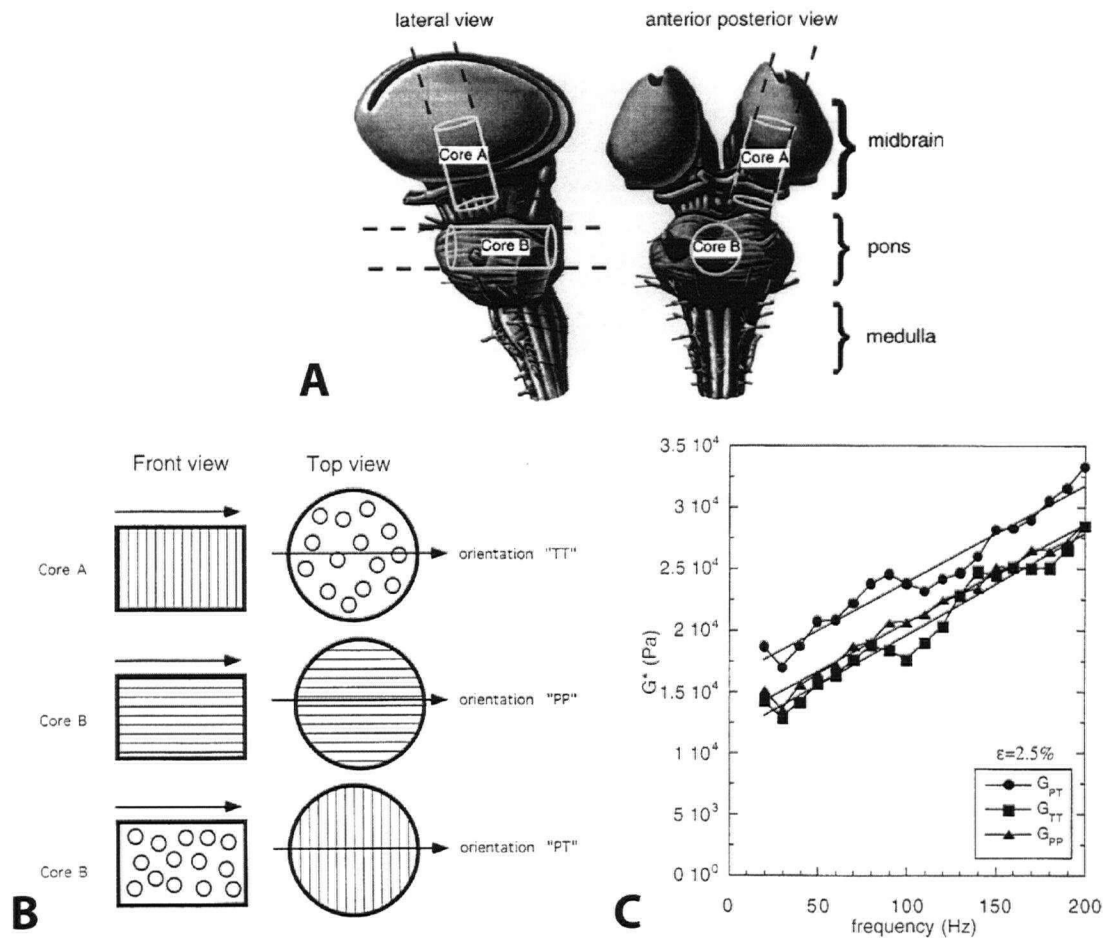 lateral view
anterior posterior view
Core A
Core A
midbrain
Core B
Core B
pons
medulla
A
Front view
Top view
Core A
orientation "TT"
Core B
orientation "PP"
Core B
orientation "PT"
B
3.5 10⁴
3 10⁴
2.5 10⁴
2 10⁴
1.5 10⁴
1 10⁴
5 10³
0 10⁰
G* (Pa)
ε=2.5%
G_PT
G_TT
G_PP
0
50
100
150
200
frequency (Hz)
C